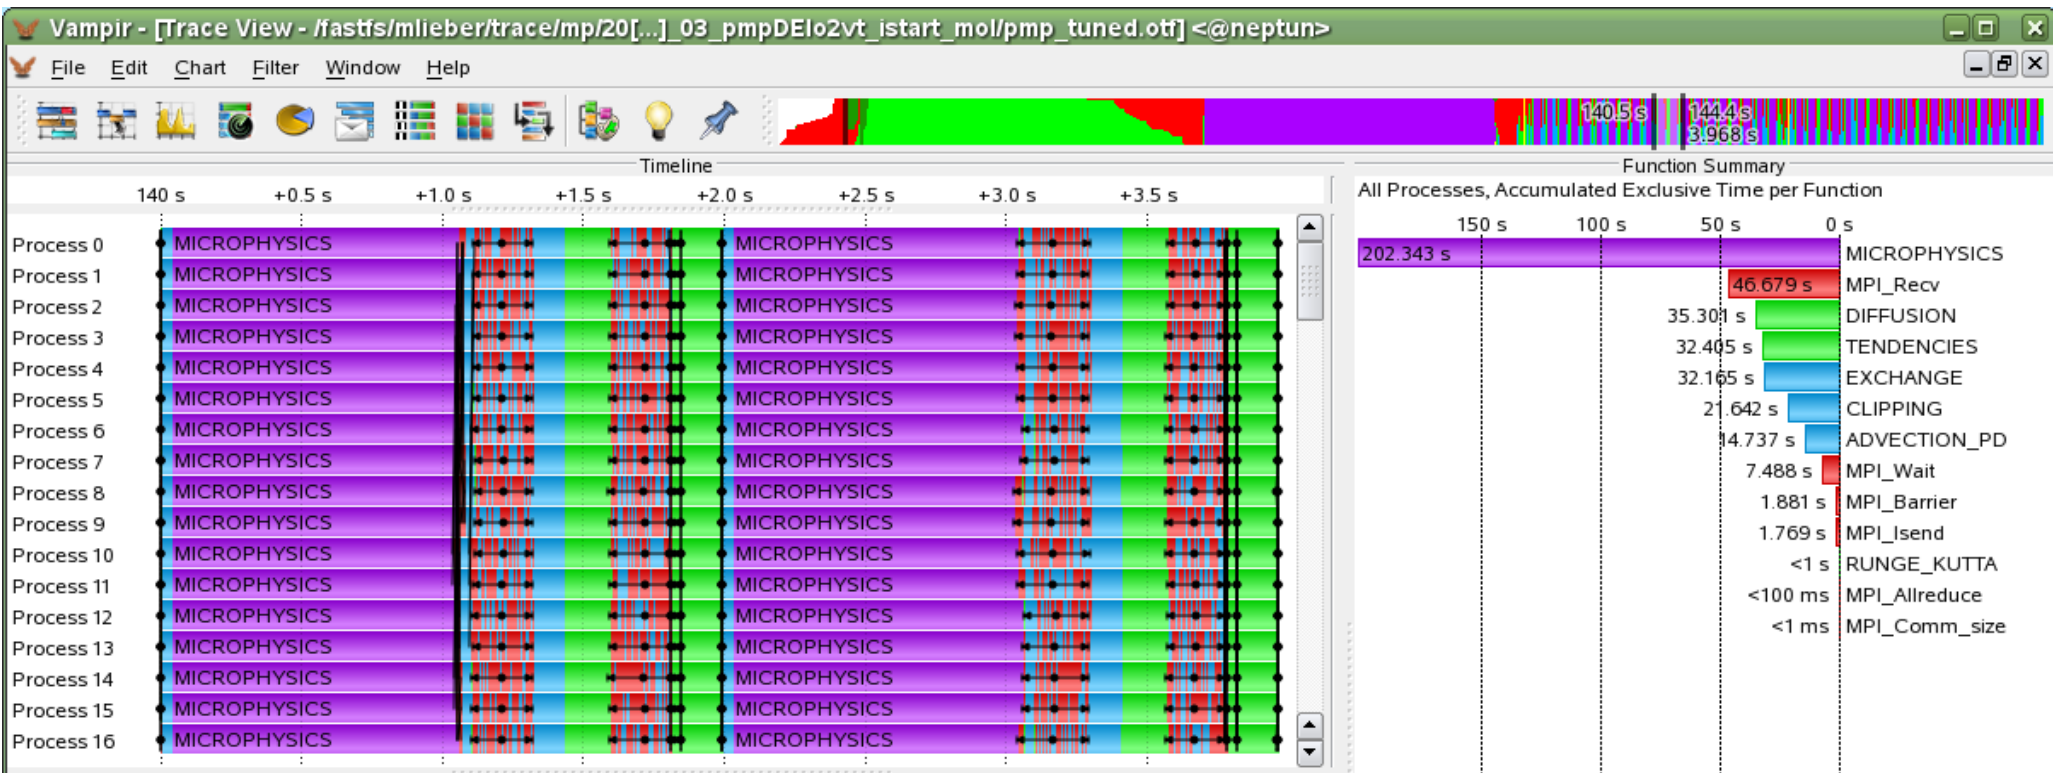 Vampir - [Trace View - /fastfs/mlieber/trace/mp/20[...]_03_pmpDEIo2vt_istart_mol/pmp_tuned.otf] <@neptun>
File Edit Chart Filter Window Help
140.5 s 144.4 s
3.968 s
Timeline
140 s +0.5 s +1.0 s +1.5 s +2.0 s +2.5 s +3.0 s +3.5 s
Process 0 MICROPHYSICS MICROPHYSICS
Process 1 MICROPHYSICS MICROPHYSICS
Process 2 MICROPHYSICS MICROPHYSICS
Process 3 MICROPHYSICS MICROPHYSICS
Process 4 MICROPHYSICS MICROPHYSICS
Process 5 MICROPHYSICS MICROPHYSICS
Process 6 MICROPHYSICS MICROPHYSICS
Process 7 MICROPHYSICS MICROPHYSICS
Process 8 MICROPHYSICS MICROPHYSICS
Process 9 MICROPHYSICS MICROPHYSICS
Process 10 MICROPHYSICS MICROPHYSICS
Process 11 MICROPHYSICS MICROPHYSICS
Process 12 MICROPHYSICS MICROPHYSICS
Process 13 MICROPHYSICS MICROPHYSICS
Process 14 MICROPHYSICS MICROPHYSICS
Process 15 MICROPHYSICS MICROPHYSICS
Process 16 MICROPHYSICS MICROPHYSICS
Function Summary
All Processes, Accumulated Exclusive Time per Function
150 s 100 s 50 s 0 s
202.343 s MICROPHYSICS
46.679 s MPI_Recv
35.301 s DIFFUSION
32.405 s TENDENCIES
32.165 s EXCHANGE
21.642 s CLIPPING
14.737 s ADVECTION_PD
7.488 s MPI_Wait
1.881 s MPI_Barrier
1.769 s MPI_Isend
<1 s RUNGE_KUTTA
<100 ms MPI_Allreduce
<1 ms MPI_Comm_size